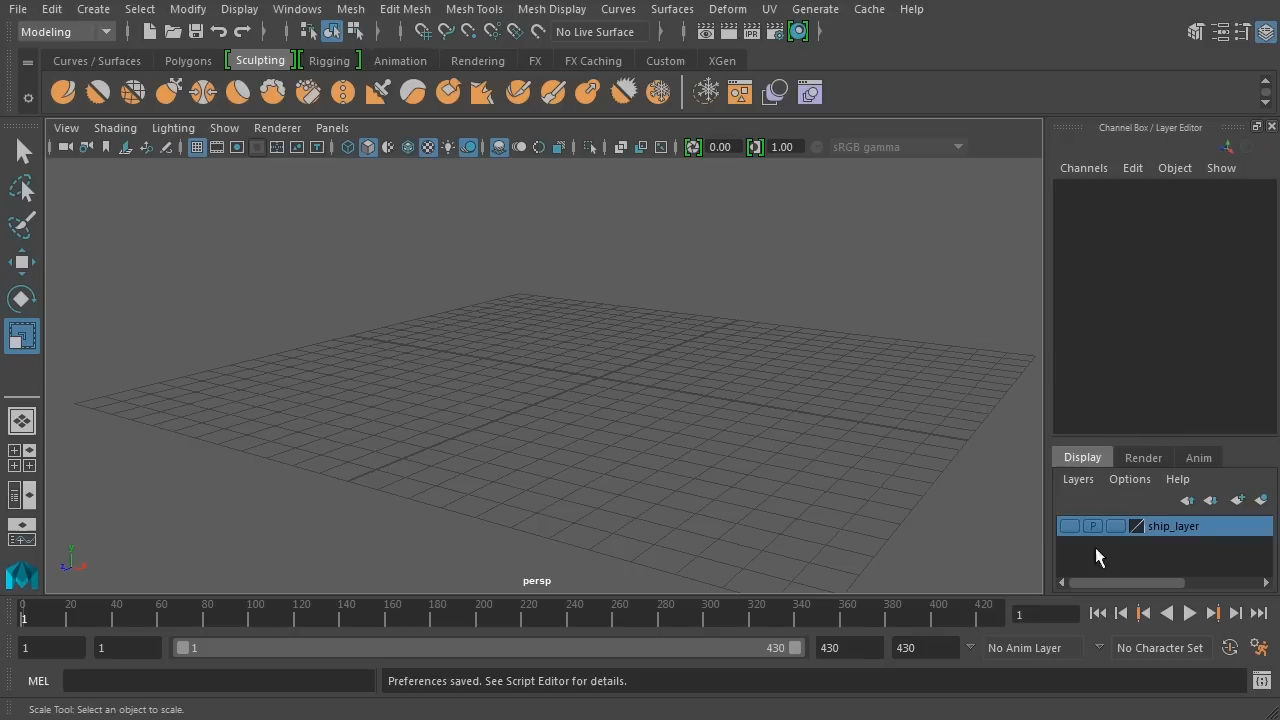 File Edit Create Select Modify Display Windows Mesh Edit Mesh Mesh Tools Mesh Display Curves Surfaces Deform UV Generate Cache Help
Modeling No Live Surface
Curves / Surfaces Polygons Sculpting Rigging Animation Rendering FX FX Caching Custom XGen
View Shading Lighting Show Renderer Panels
0.00 1.00 sRGB gamma
persp
Channel Box / Layer Editor
Channels Edit Object Show
Display Render Anim
Layers Options Help
P ship_layer
0 20 40 60 80 100 120 140 160 180 200 220 240 260 280 300 320 340 360 380 400 420
1 1
1 1 1 430 430 430 No Anim Layer No Character Set
MEL Preferences saved. See Script Editor for details.
Scale Tool: Select an object to scale.